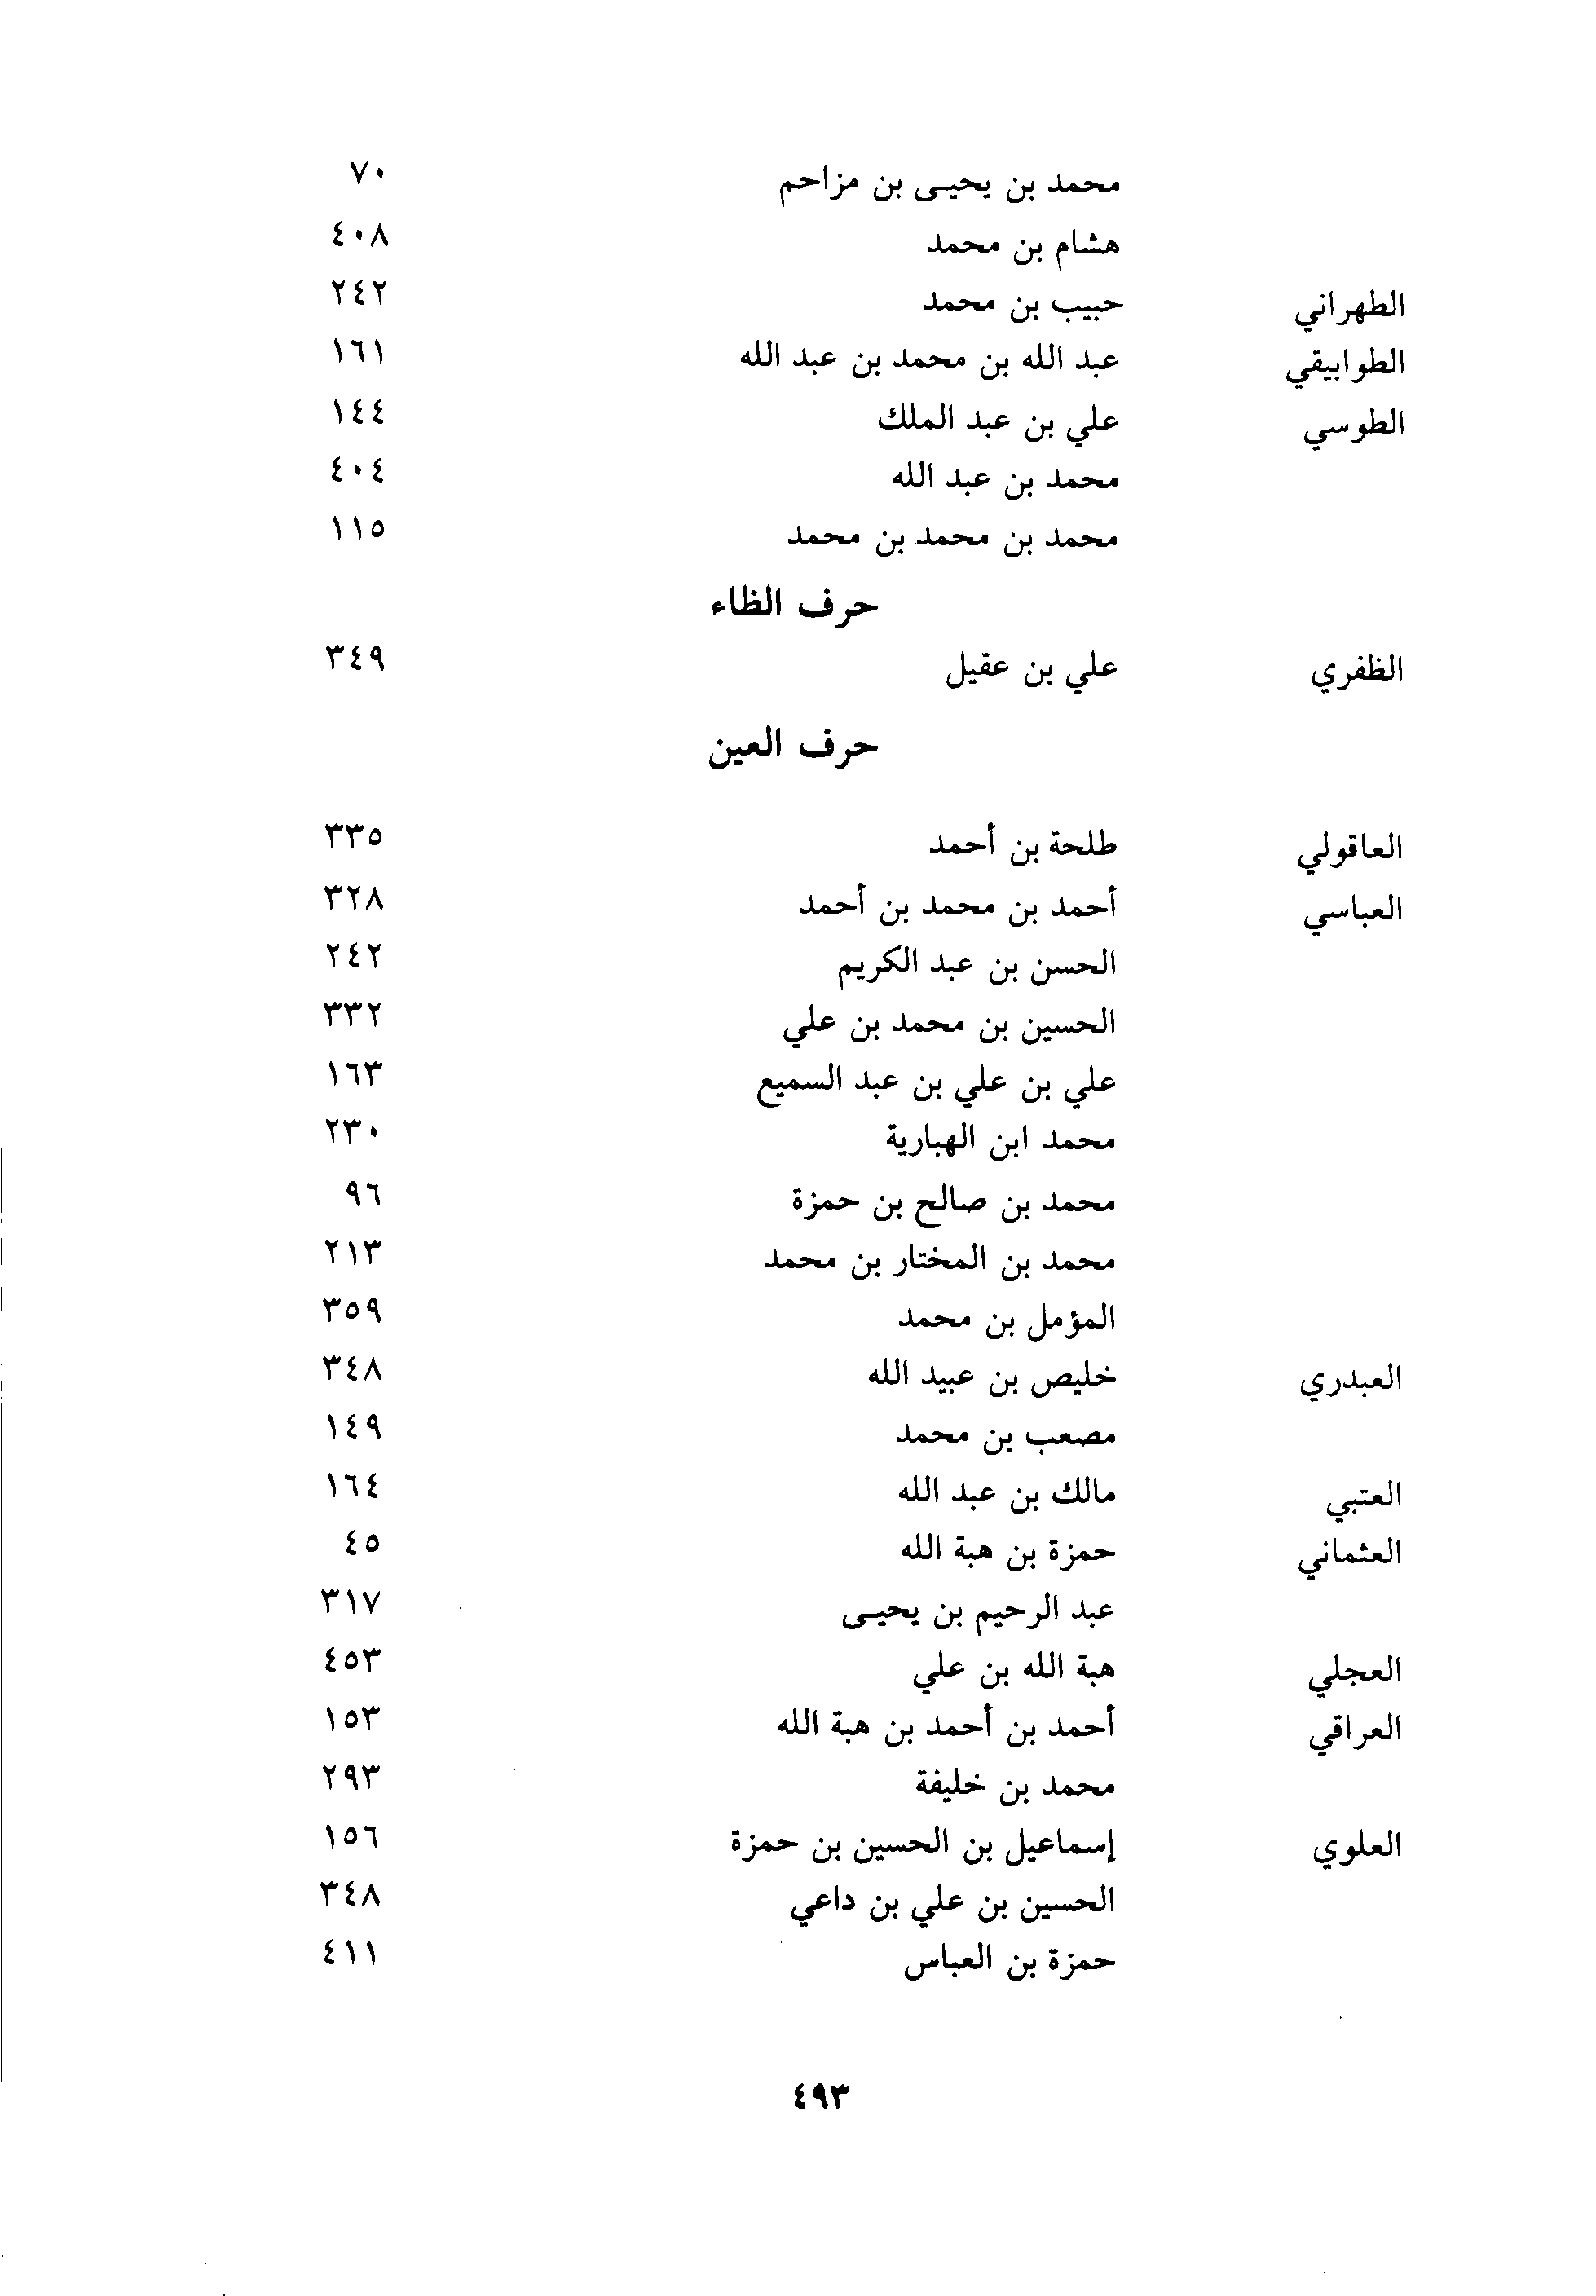 محمد بن يحيـى بن مزاحم ٧٠
هشام بن محمد ٤٠٨
الطهراني حبيب بن محمد ٢٤٢
الطوابيقي عبد الله بن محمد بن عبد الله ١٦١
الطوسي علي بن عبد الملك ١٤٤
محمد بن عبد الله ٤٠٤
محمد بن محمد بن محمد ١١٥
حرف الظاء
الظفري علي بن عقيل ٣٤٩
حرف العين
العاقولي طلحة بن أحمد ٣٣٥
العباسي أحمد بن محمد بن أحمد ٣٢٨
الحسن بن عبد الكريم ٢٤٢
الحسين بن محمد بن علي ٣٣٢
علي بن علي بن عبد السميع ١٦٣
محمد ابن الهبارية ٢٣٠
محمد بن صالح بن حمزة ٩٦
محمد بن المختار بن محمد ٢١٣
المؤمل بن محمد ٣٥٩
العبدري خليص بن عبيد الله ٣٤٨
مصعب بن محمد ١٤٩
العتبي مالك بن عبد الله ١٦٤
العثماني حمزة بن هبة الله ٤٥
عبد الرحيم بن يحيـى ٣١٧
العجلي هبة الله بن علي ٤٥٣
العراقي أحمد بن أحمد بن هبة الله ١٥٣
محمد بن خليفة ٢٩٣
العلوي إسماعيل بن الحسين بن حمزة ١٥٦
الحسين بن علي بن داعي ٣٤٨
حمزة بن العباس ٤١١
٤٩٣